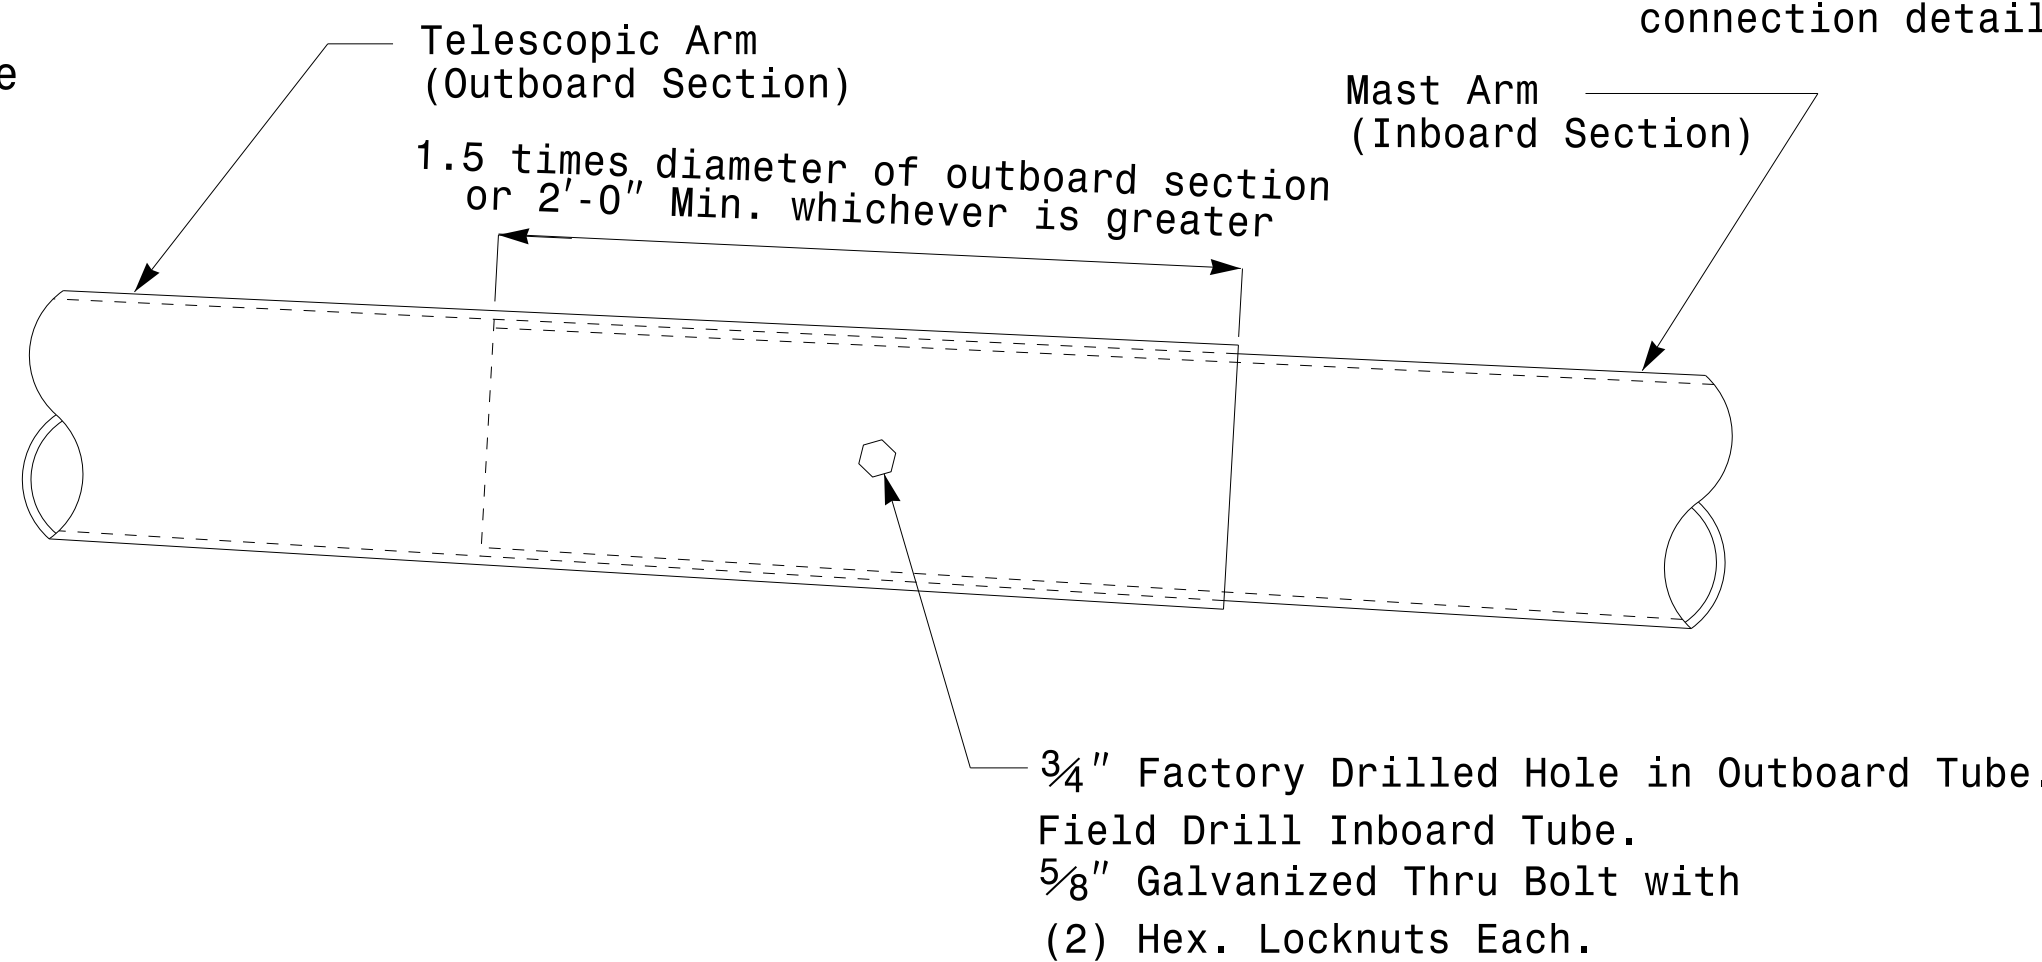 connection detail
e
Telescopic Arm
(Outboard Section)
Mast Arm
(Inboard Section)
1.5 times diameter of outboard section
or 2'-0" Min. whichever is greater
3/4" Factory Drilled Hole in Outboard Tube.
Field Drill Inboard Tube.
5/8" Galvanized Thru Bolt with
(2) Hex. Locknuts Each.